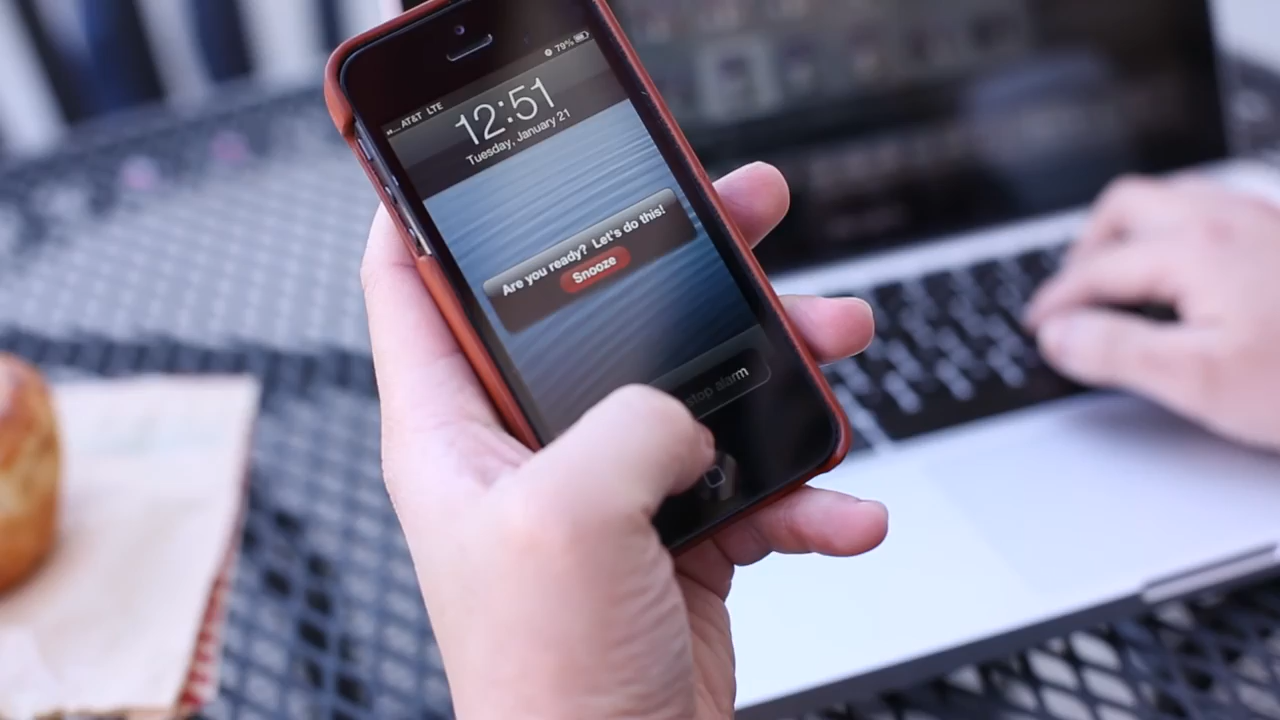 AT&T LTE
79%
12:51
Tuesday, January 21
Are you ready? Let's do this!
Snooze
stop alarm